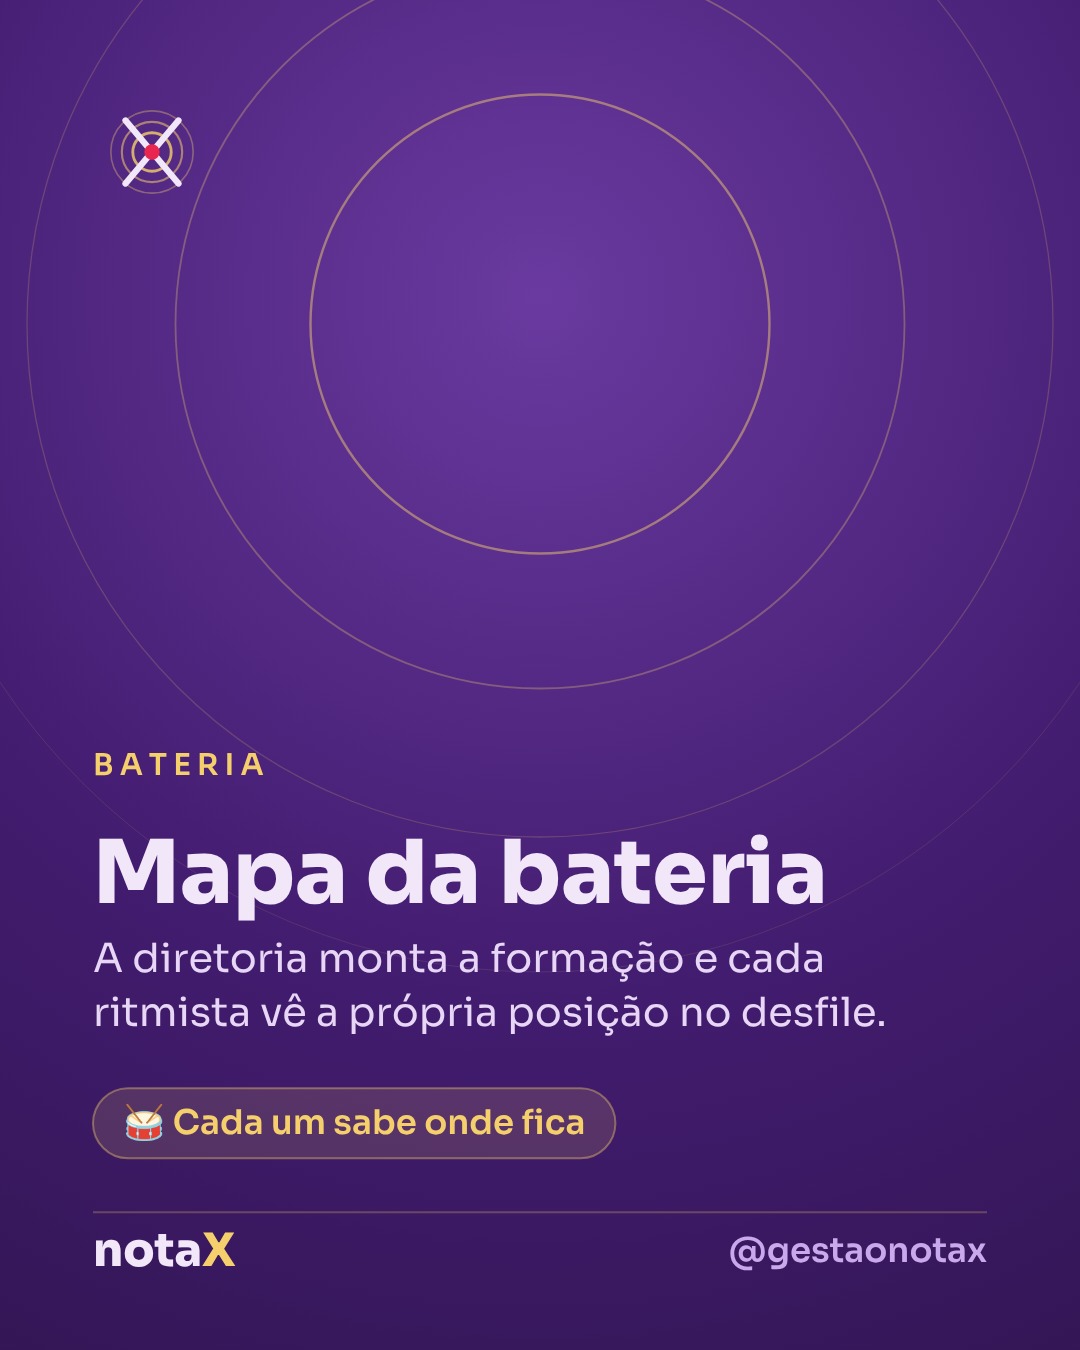 BATERIA
Mapa da bateria
A diretoria monta a formação e cada
ritmista vê a própria posição no desfile.
🥁 Cada um sabe onde fica
notaX
@gestaonotax